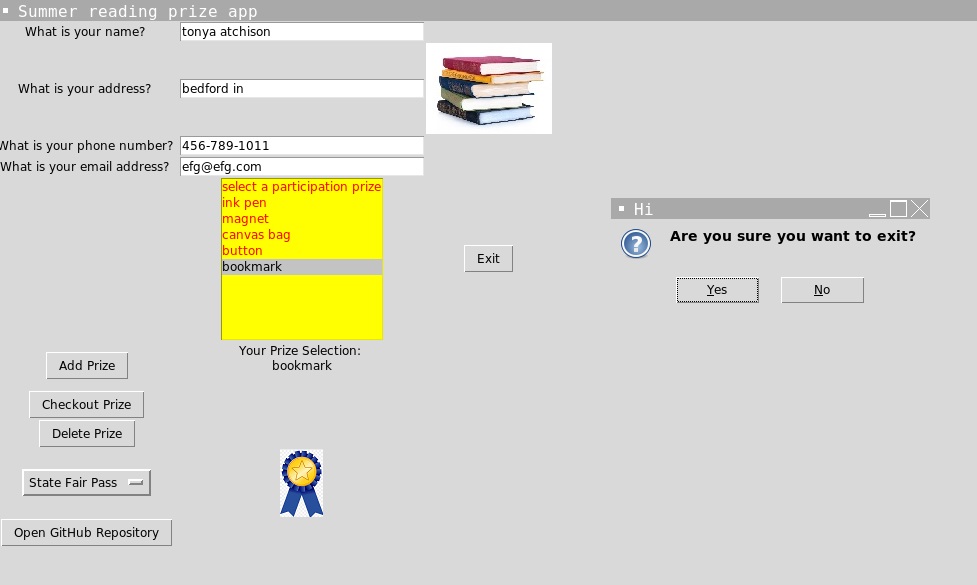 Summer reading prize app
What is your name?
tonya atchison
What is your address?
bedford in
What is your phone number?
456-789-1011
What is your email address?
efg@efg.com
select a participation prize
ink pen
magnet
canvas bag
button
bookmark
Exit
Your Prize Selection:
bookmark
Add Prize
Checkout Prize
Delete Prize
State Fair Pass
Open GitHub Repository
Hi
Are you sure you want to exit?
Yes
No